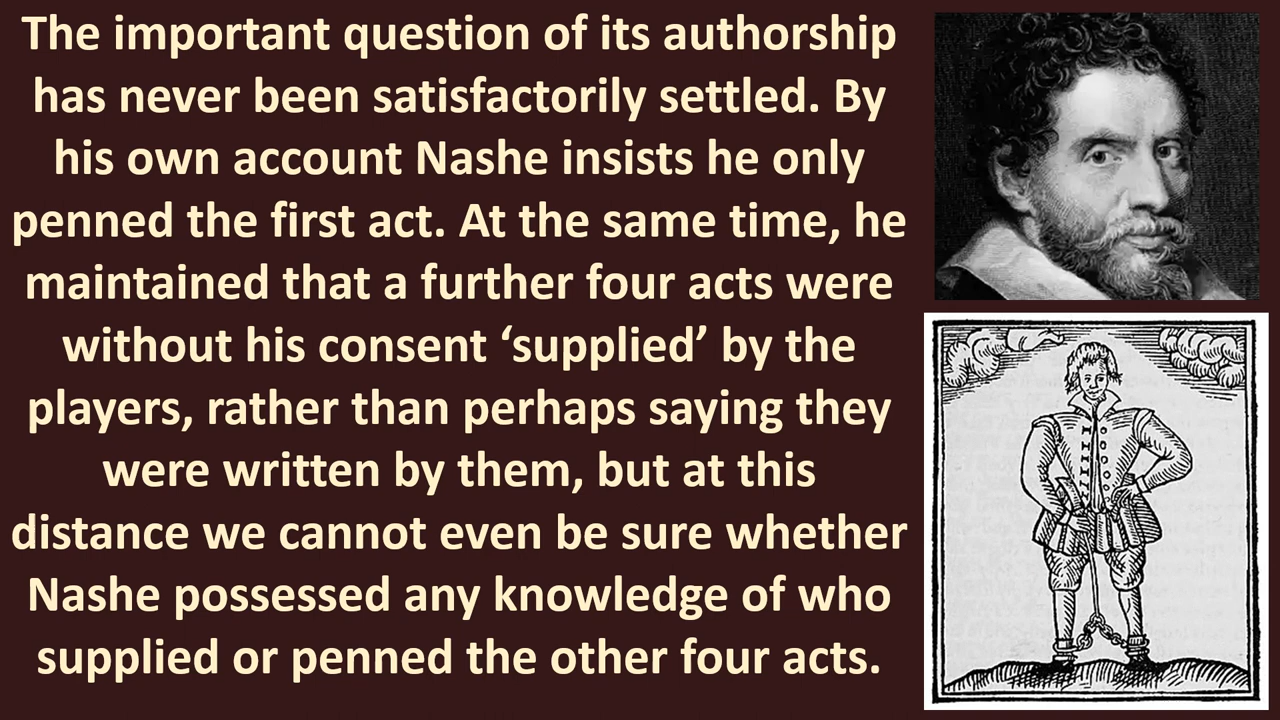 The important question of its authorship
has never been satisfactorily settled. By
his own account Nashe insists he only
penned the first act. At the same time, he
maintained that a further four acts were
without his consent ‘supplied’ by the
players, rather than perhaps saying they
were written by them, but at this
distance we cannot even be sure whether
Nashe possessed any knowledge of who
supplied or penned the other four acts.